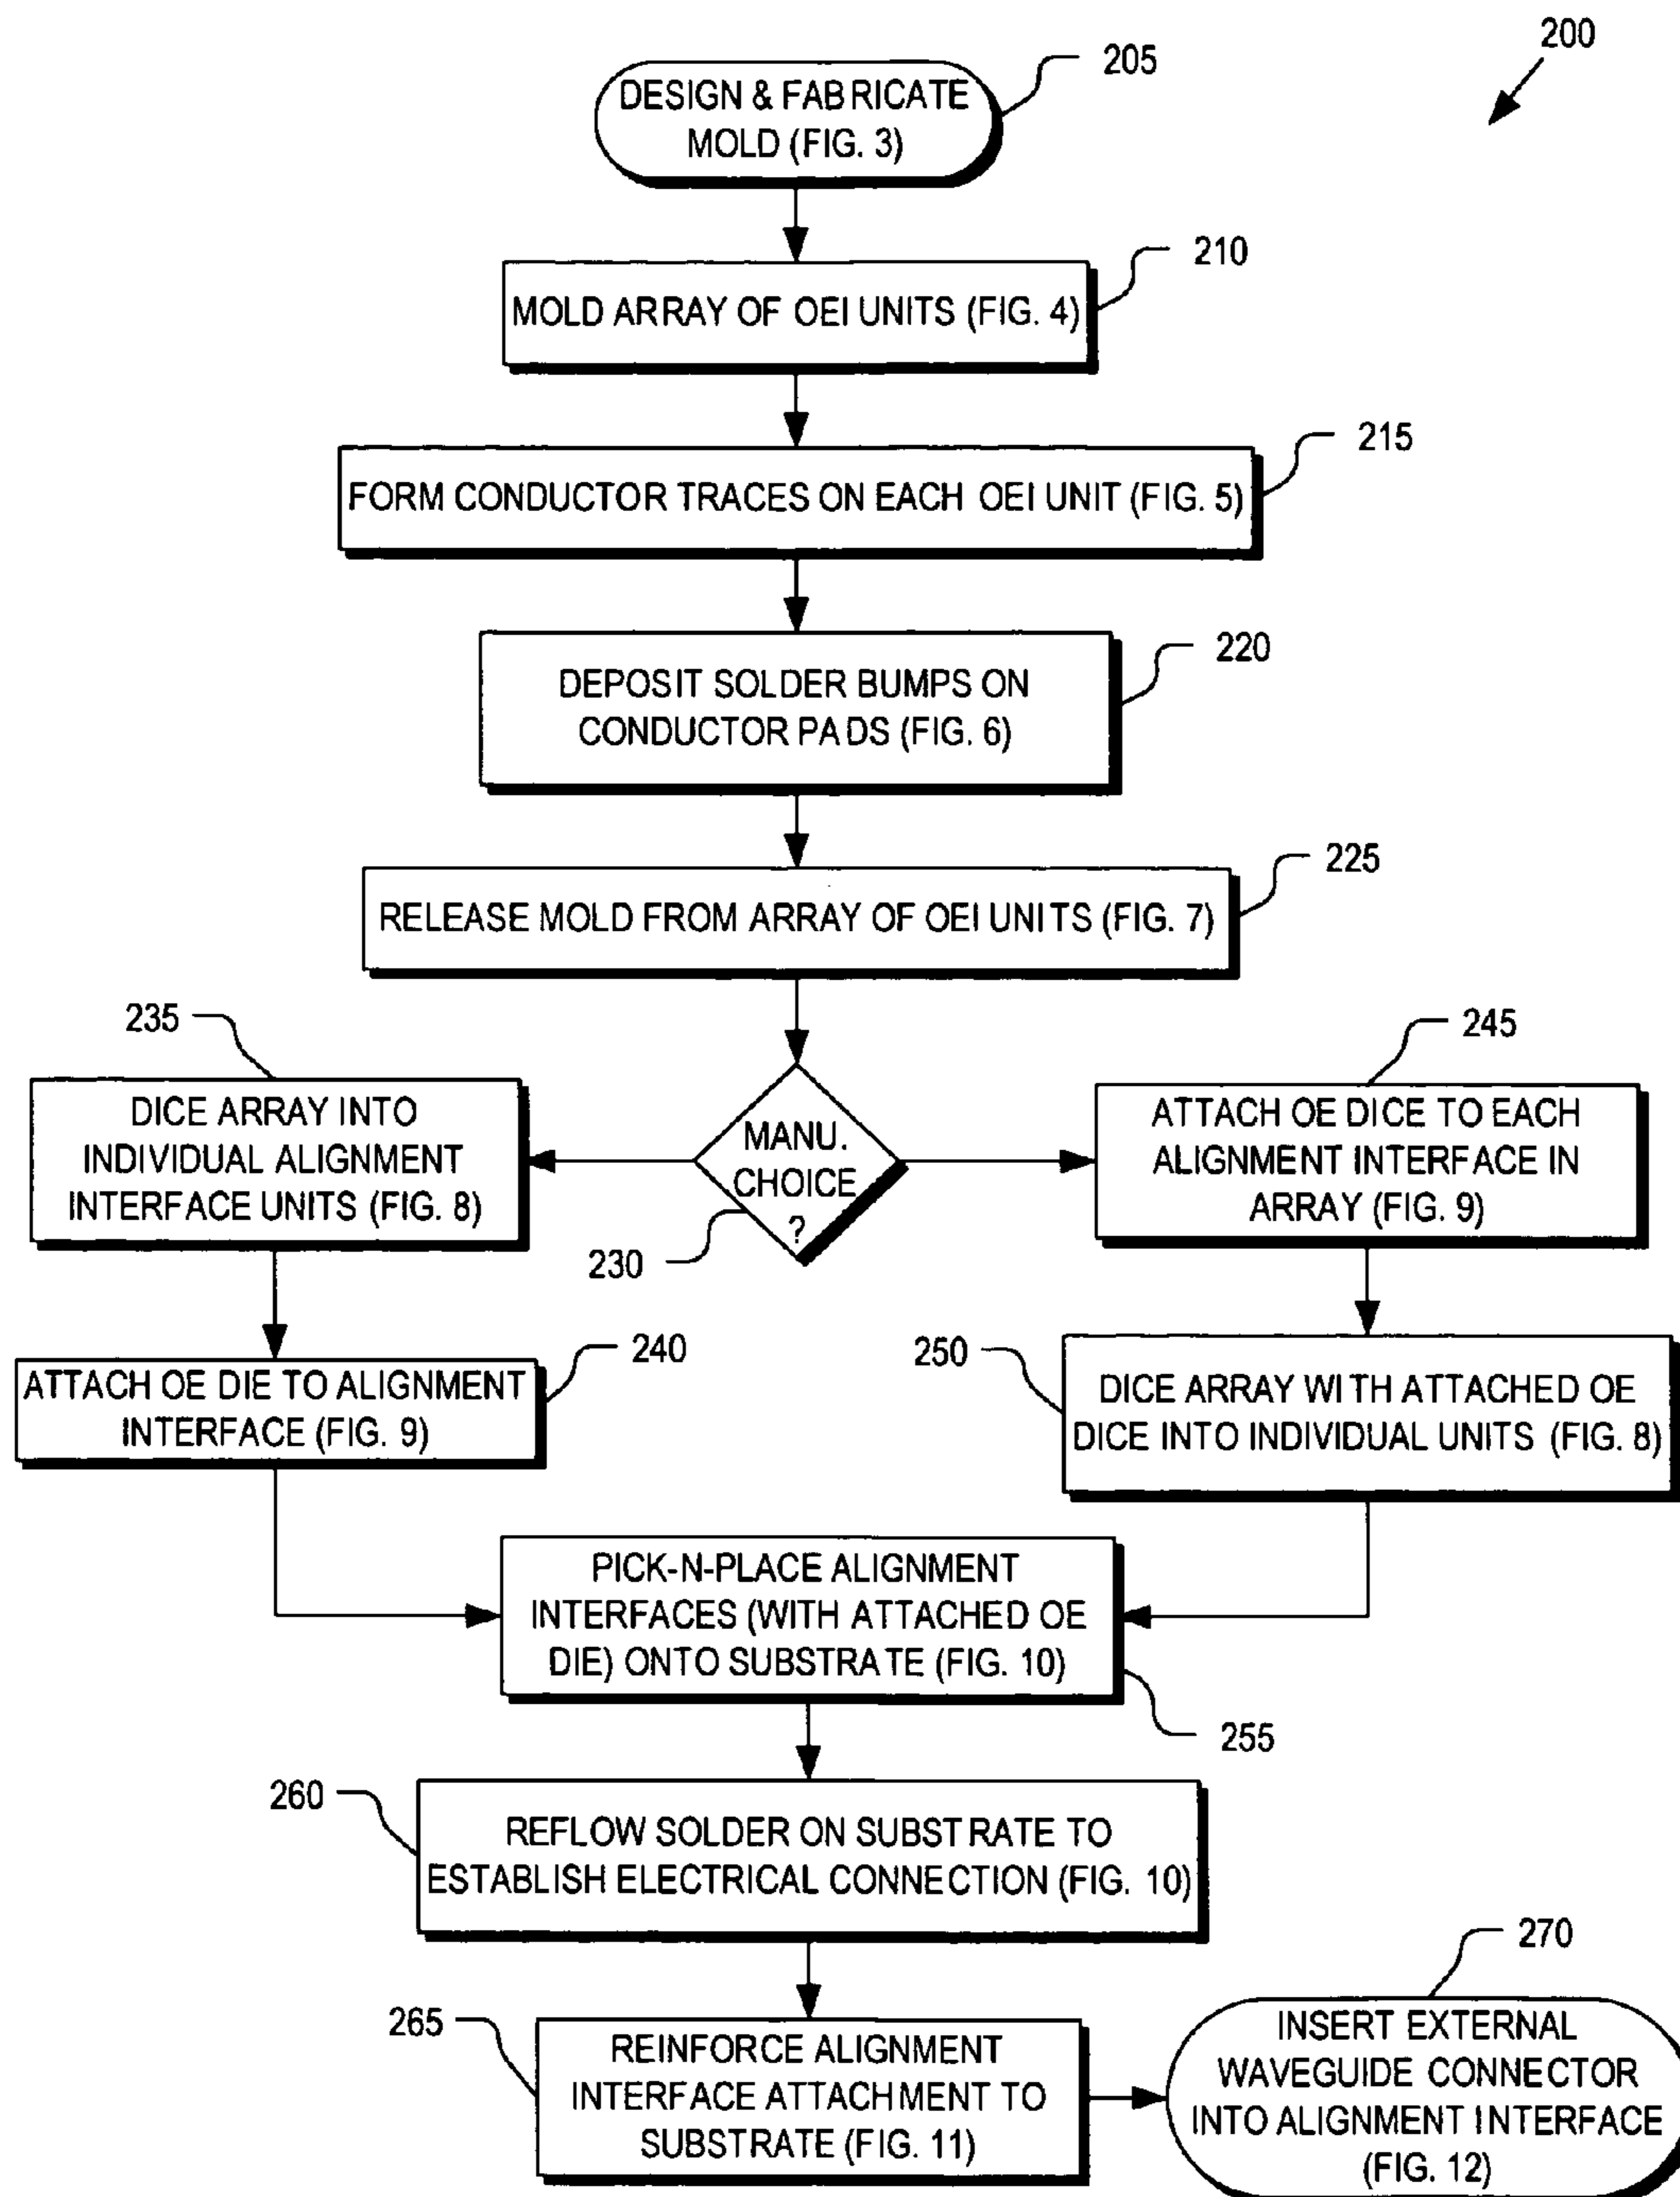 200
205
DESIGN & FABRICATE
MOLD (FIG. 3)
210
MOLD ARRAY OF OEI UNITS (FIG. 4)
215
FORM CONDUCTOR TRACES ON EACH OEI UNIT (FIG. 5)
220
DEPOSIT SOLDER BUMPS ON
CONDUCTOR PADS (FIG. 6)
225
RELEASE MOLD FROM ARRAY OF OEI UNITS (FIG. 7)
235
DICE ARRAY INTO
INDIVIDUAL ALIGNMENT
INTERFACE UNITS (FIG. 8)
MANU.
CHOICE
?
230
245
ATTACH OE DICE TO EACH
ALIGNMENT INTERFACE IN
ARRAY (FIG. 9)
240
ATTACH OE DIE TO ALIGNMENT
INTERFACE (FIG. 9)
250
DICE ARRAY WITH ATTACHED OE
DICE INTO INDIVIDUAL UNITS (FIG. 8)
PICK-N-PLACE ALIGNMENT
INTERFACES (WITH ATTACHED OE
DIE) ONTO SUBSTRATE (FIG. 10)
255
260
REFLOW SOLDER ON SUBSTRATE TO
ESTABLISH ELECTRICAL CONNECTION (FIG. 10)
265
REINFORCE ALIGNMENT
INTERFACE ATTACHMENT TO
SUBSTRATE (FIG. 11)
270
INSERT EXTERNAL
WAVEGUIDE CONNECTOR
INTO ALIGNMENT INTERFACE
(FIG. 12)